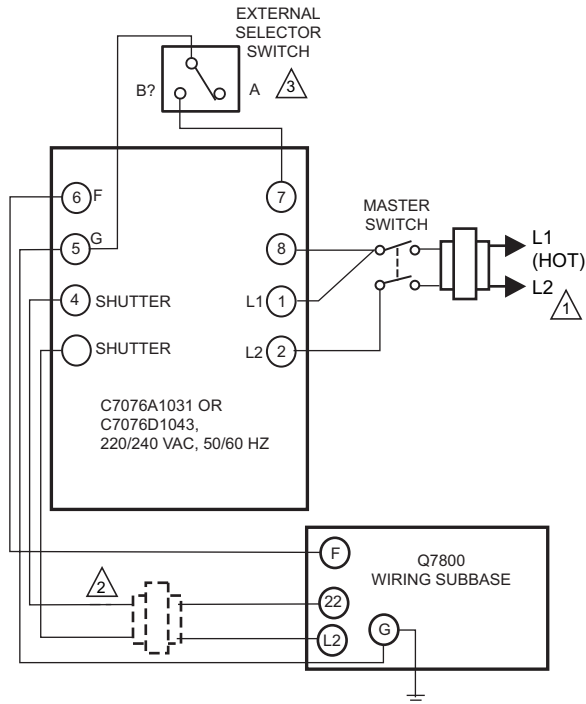 EXTERNAL
SELECTOR
SWITCH
B?
A
3
6
F
7
5
G
8
MASTER
SWITCH
L1
(HOT)
L2
1
4
SHUTTER
L1
1
SHUTTER
L2
2
C7076A1031 OR
C7076D1043,
220/240 VAC, 50/60 HZ
2
F
Q7800
WIRING SUBBASE
22
L2
G